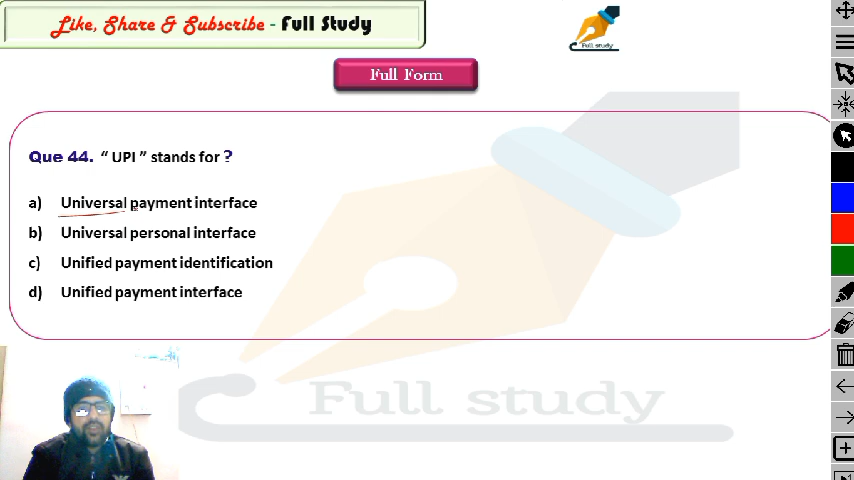 Like, Share & Subscribe - Full Study
Full study
Full Form
Que 44. “ UPI ” stands for ?
a) Universal payment interface
b) Universal personal interface
c) Unified payment identification
d) Unified payment interface
Full study